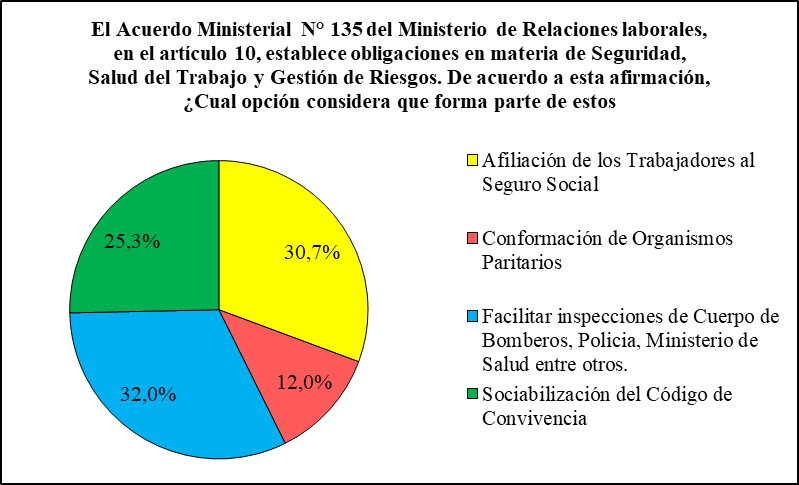 El Acuerdo Ministerial N° 135 del Ministerio de Relaciones laborales,
en el artículo 10, establece obligaciones en materia de Seguridad,
Salud del Trabajo y Gestión de Riesgos. De acuerdo a esta afirmación,
¿Cual opción considera que forma parte de estos
Afiliación de los Trabajadores al
Seguro Social
Conformación de Organismos
Paritarios
Facilitar inspecciones de Cuerpo de
Bomberos, Policia, Ministerio de
Salud entre otros.
Sociabilización del Código de
Convivencia
25,3%
30,7%
12,0%
32,0%